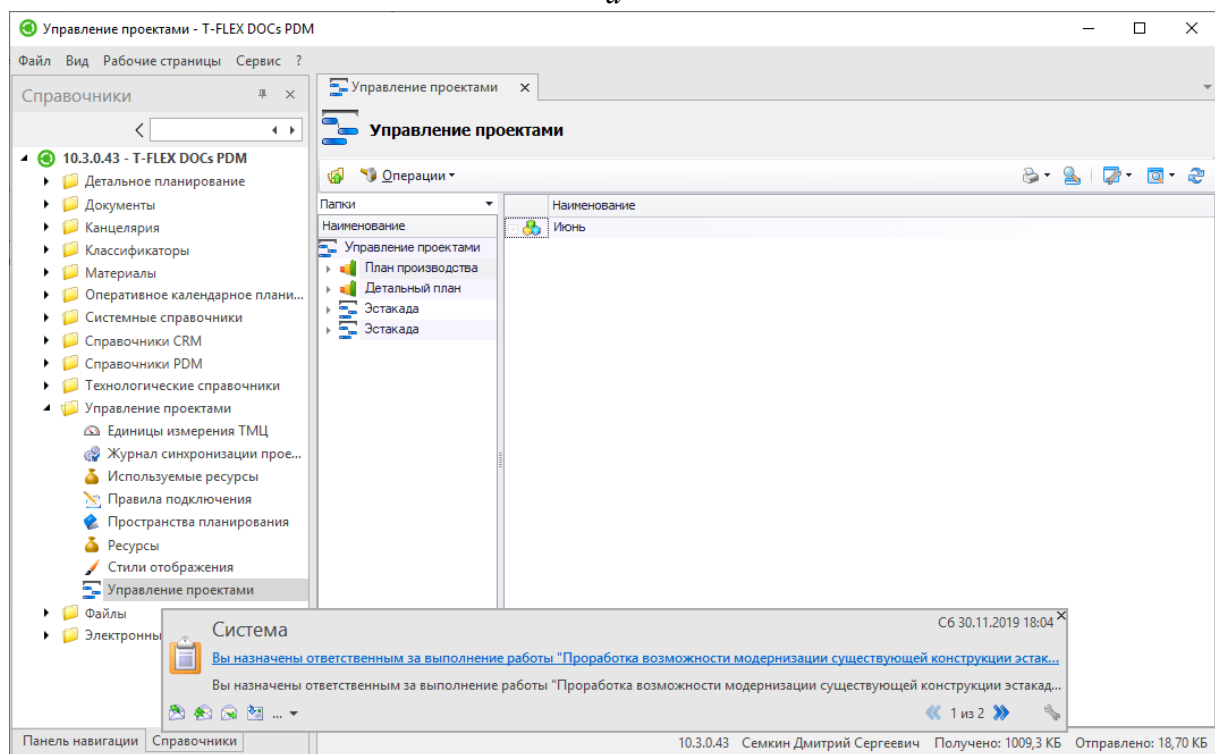 а
Управление проектами - T-FLEX DOCs PDM
Файл Вид Рабочие страницы Сервис ?
Справочники
10.3.0.43 - T-FLEX DOCs PDM
Детальное планирование
Документы
Канцелярия
Классификаторы
Материалы
Оперативное календарное плани...
Системные справочники
Справочники CRM
Справочники PDM
Технологические справочники
Управление проектами
Единицы измерения ТМЦ
Журнал синхронизации прое...
Используемые ресурсы
Правила подключения
Пространства планирования
Ресурсы
Стили отображения
Управление проектами
Файлы
Электронны
Панель навигации Справочники
Управление проектами
Управление проектами
Операции
Папки
Наименование
Управление проектами
План производства
Детальный план
Эстакада
Эстакада
Наименование
Июнь
Система
Сб 30.11.2019 18:04
Вы назначены ответственным за выполнение работы "Проработка возможности модернизации существующей конструкции эстак...
Вы назначены ответственным за выполнение работы "Проработка возможности модернизации существующей конструкции эстакад...
...
1 из 2
10.3.0.43 Семкин Дмитрий Сергеевич Получено: 1009,3 КБ Отправлено: 18,70 КБ